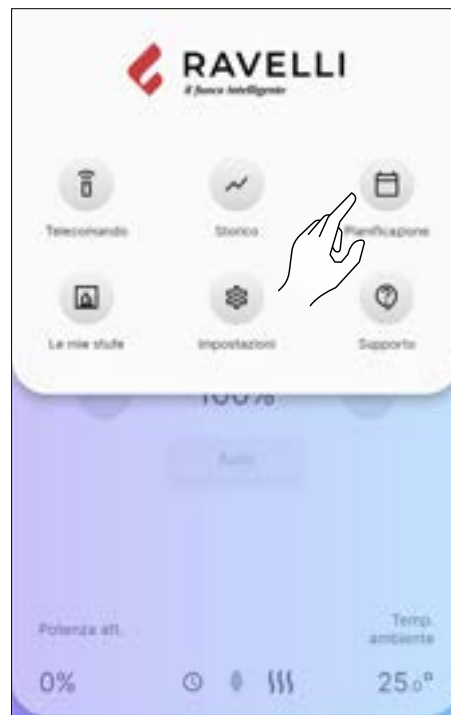 RAVELLI
il fuoco intelligente
Telecomando Storico Pianificazione
Le mie stufe Impostazioni Supporto
100%
Auto
Potenza att. Temp.
ambiente
0% 25.0°